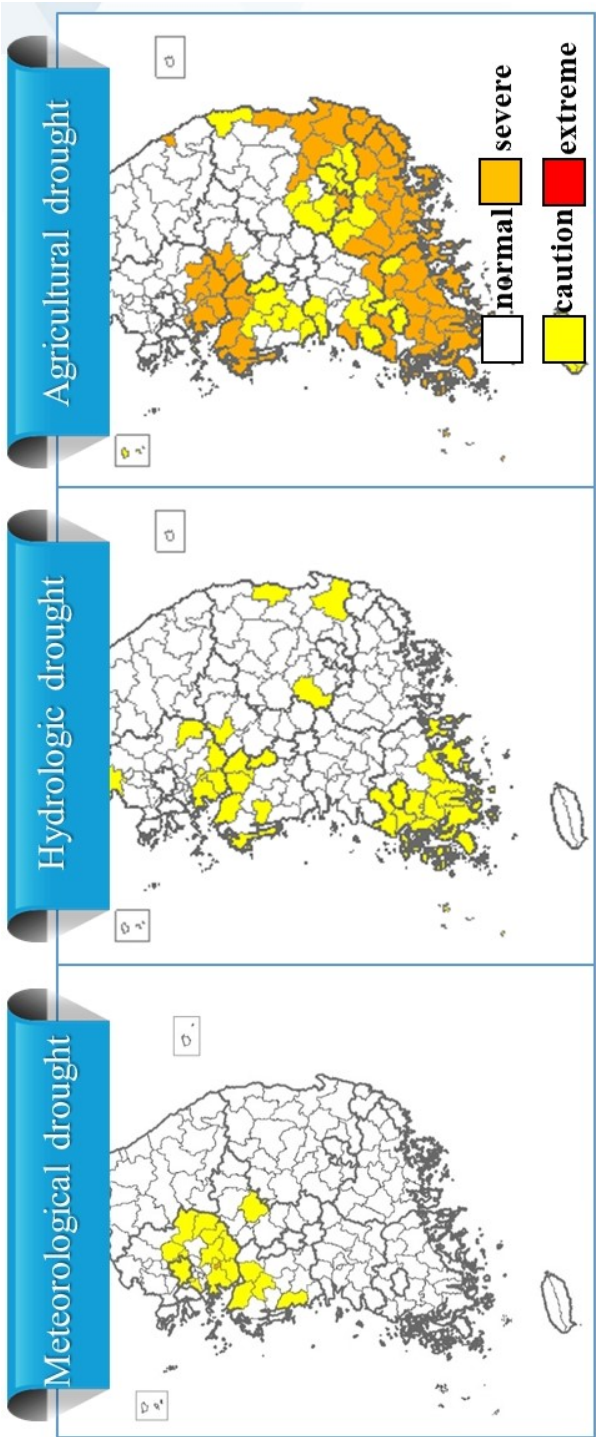 Meteorological drought
Hydrologic drought
Agricultural drought
normal
severe
caution
extreme